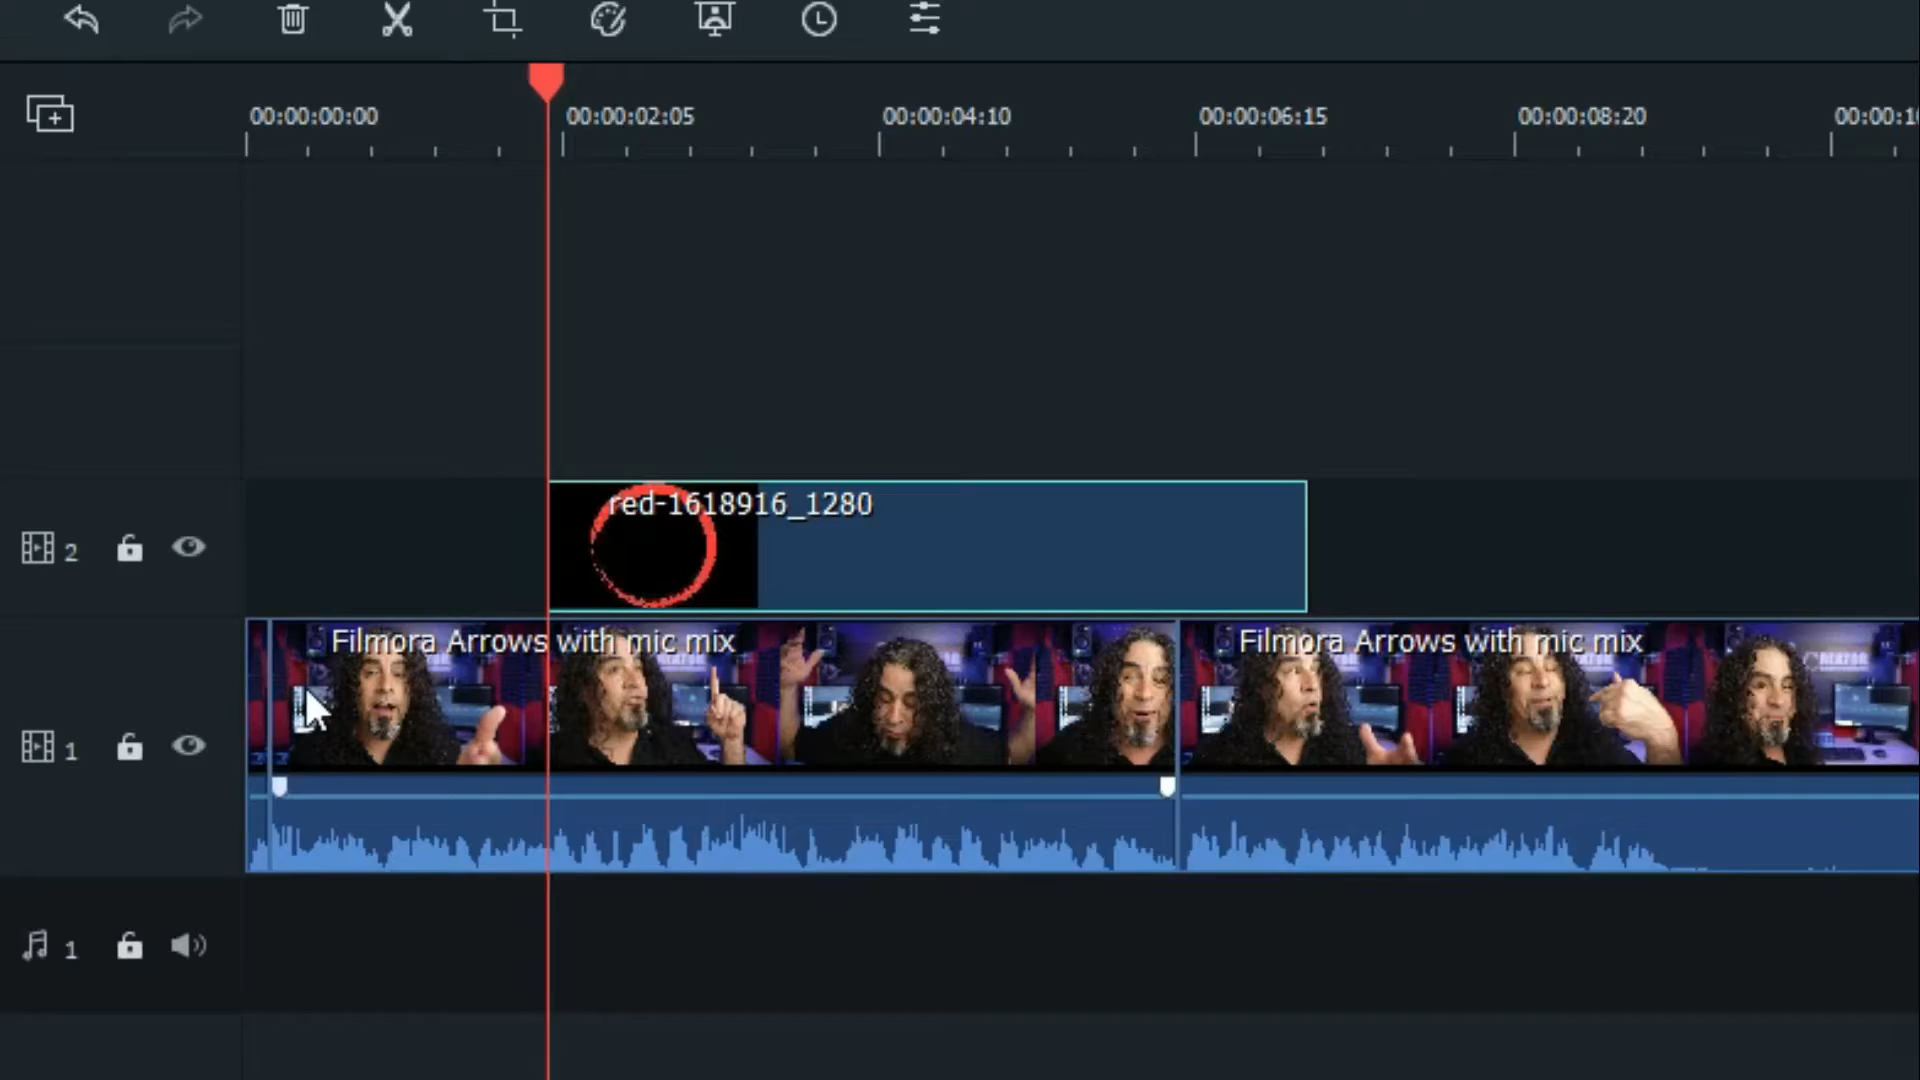 00:00:00:00 00:00:02:05 00:00:04:10 00:00:06:15 00:00:08:20
red-1618916_1280
2
Filmora Arrows with mic mix Filmora Arrows with mic mix
1
1